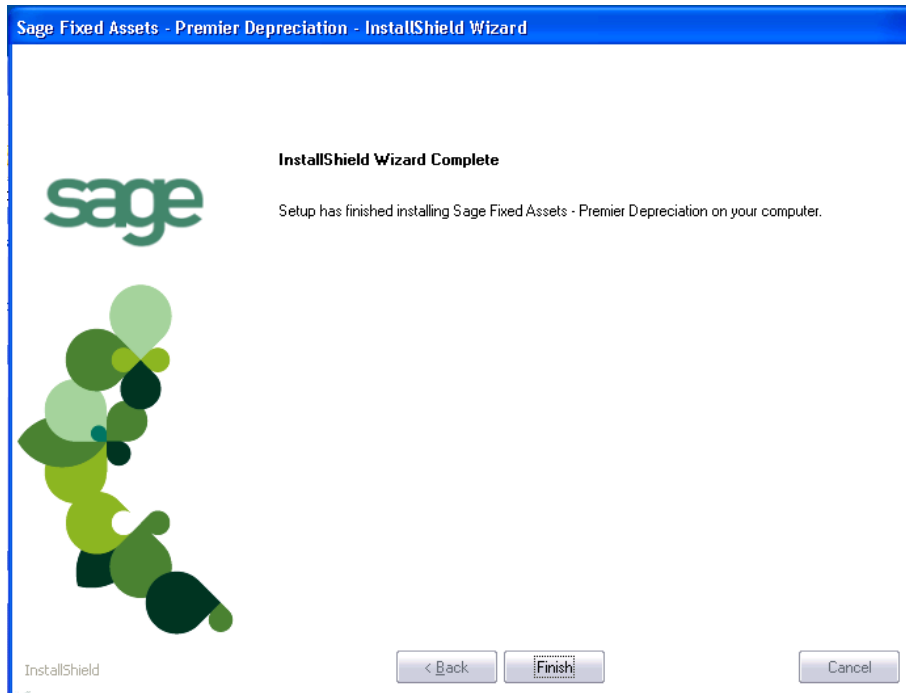 Sage Fixed Assets - Premier Depreciation - InstallShield Wizard
InstallShield Wizard Complete
sage
Setup has finished installing Sage Fixed Assets - Premier Depreciation on your computer.
InstallShield
< Back
Finish
Cancel